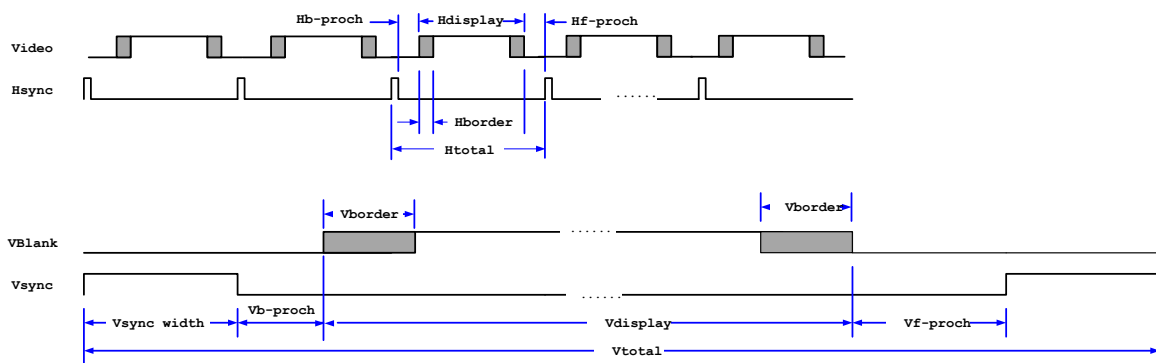 Hb-proch Hdisplay Hf-proch
Video
Hsync
......
Hborder
Htotal
Vborder Vborder
VBlank
......
Vsync
......
Vb-proch
Vsync width Vdisplay Vf-proch
Vtotal